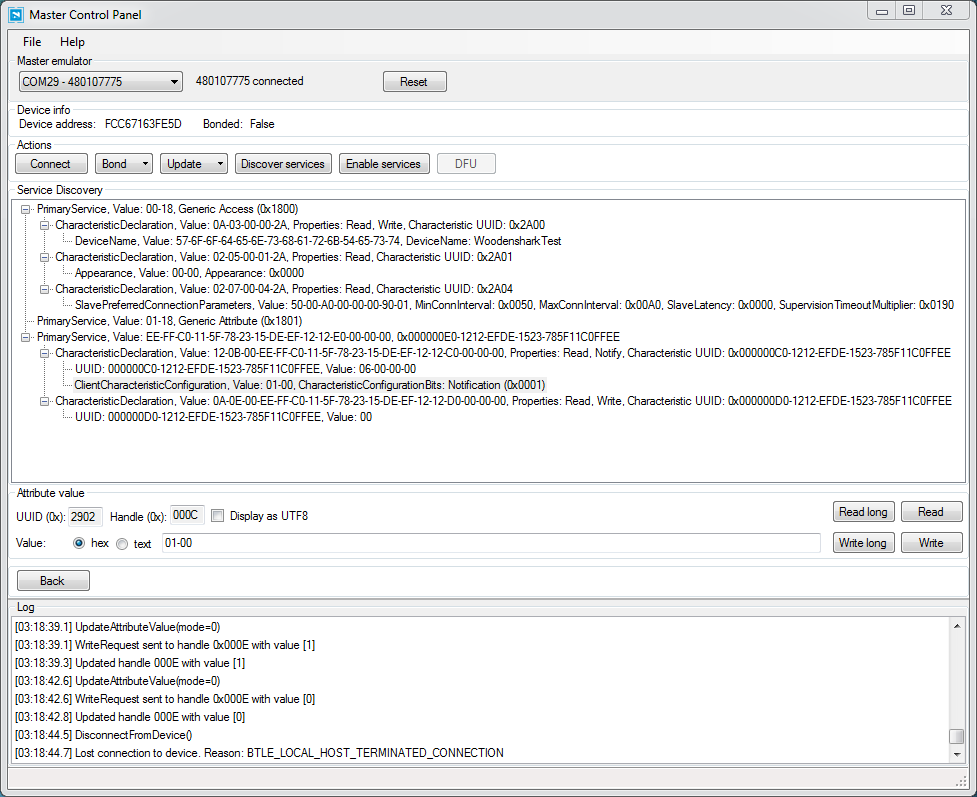 Master Control Panel
File Help
Master emulator
COM29 - 480107775 480107775 connected Reset
Device info
Device address: FCC67163FE5D Bonded: False
Actions
Connect Bond Update Discover services Enable services DFU
Service Discovery
PrimaryService, Value: 00-18, Generic Access (0x1800)
CharacteristicDeclaration, Value: 0A-03-00-00-2A, Properties: Read, Write, Characteristic UUID: 0x2A00
DeviceName, Value: 57-6F-6F-64-65-6E-73-68-61-72-6B-54-65-73-74, DeviceName: WoodensharkTest
CharacteristicDeclaration, Value: 02-05-00-01-2A, Properties: Read, Characteristic UUID: 0x2A01
Appearance, Value: 00-00, Appearance: 0x0000
CharacteristicDeclaration, Value: 02-07-00-04-2A, Properties: Read, Characteristic UUID: 0x2A04
SlavePreferredConnectionParameters, Value: 50-00-A0-00-00-00-90-01, MinConnInterval: 0x0050, MaxConnInterval: 0x00A0, SlaveLatency: 0x0000, SupervisionTimeoutMultiplier: 0x0190
PrimaryService, Value: 01-18, Generic Attribute (0x1801)
PrimaryService, Value: EE-FF-C0-11-5F-78-23-15-DE-EF-12-12-E0-00-00-00, 0x000000E0-1212-EFDE-1523-785F11C0FFEE
CharacteristicDeclaration, Value: 12-0B-00-EE-FF-C0-11-5F-78-23-15-DE-EF-12-12-C0-00-00-00, Properties: Read, Notify, Characteristic UUID: 0x000000C0-1212-EFDE-1523-785F11C0FFEE
UUID: 000000C0-1212-EFDE-1523-785F11C0FFEE, Value: 06-00-00-00
ClientCharacteristicConfiguration, Value: 01-00, CharacteristicConfigurationBits: Notification (0x0001)
CharacteristicDeclaration, Value: 0A-0E-00-EE-FF-C0-11-5F-78-23-15-DE-EF-12-12-D0-00-00-00, Properties: Read, Write, Characteristic UUID: 0x000000D0-1212-EFDE-1523-785F11C0FFEE
UUID: 000000D0-1212-EFDE-1523-785F11C0FFEE, Value: 00
Attribute value
UUID (0x): 2902 Handle (0x): 000C Display as UTF8 Read long Read
Value: hex text 01-00 Write long Write
Back
Log
[03:18:39.1] UpdateAttributeValue(mode=0)
[03:18:39.1] WriteRequest sent to handle 0x000E with value [1]
[03:18:39.3] Updated handle 000E with value [1]
[03:18:42.6] UpdateAttributeValue(mode=0)
[03:18:42.6] WriteRequest sent to handle 0x000E with value [0]
[03:18:42.8] Updated handle 000E with value [0]
[03:18:44.5] DisconnectFromDevice()
[03:18:44.7] Lost connection to device. Reason: BTLE_LOCAL_HOST_TERMINATED_CONNECTION